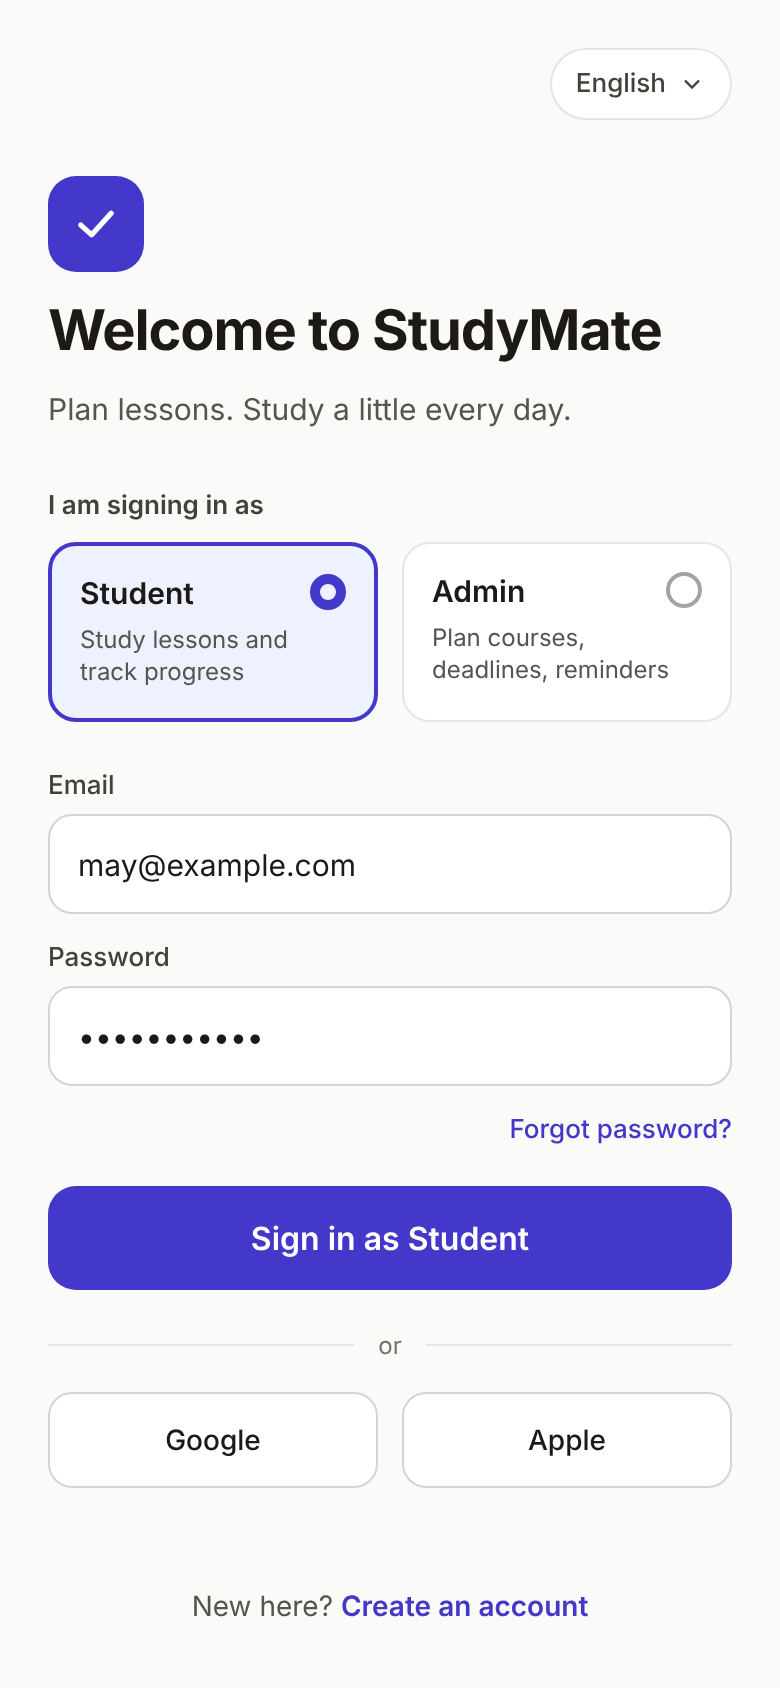 English
Welcome to StudyMate
Plan lessons. Study a little every day.
I am signing in as
Student
Study lessons and
track progress
Admin
Plan courses,
deadlines, reminders
Email
may@example.com
Password
•••••••••••
Forgot password?
Sign in as Student
or
Google
Apple
New here? Create an account